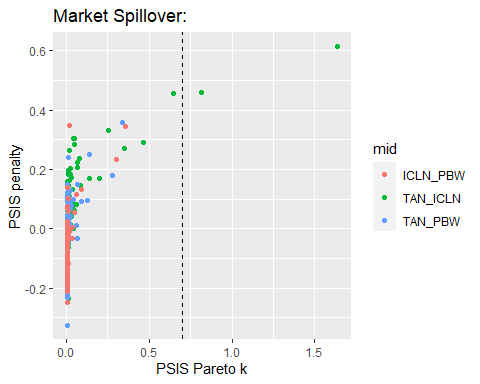 Market Spillover:
0.6
0.4
0.2
0.0
-0.2
PSIS penalty
0.0 0.5 1.0 1.5
PSIS Pareto k
mid
ICLN_PBW
TAN_ICLN
TAN_PBW